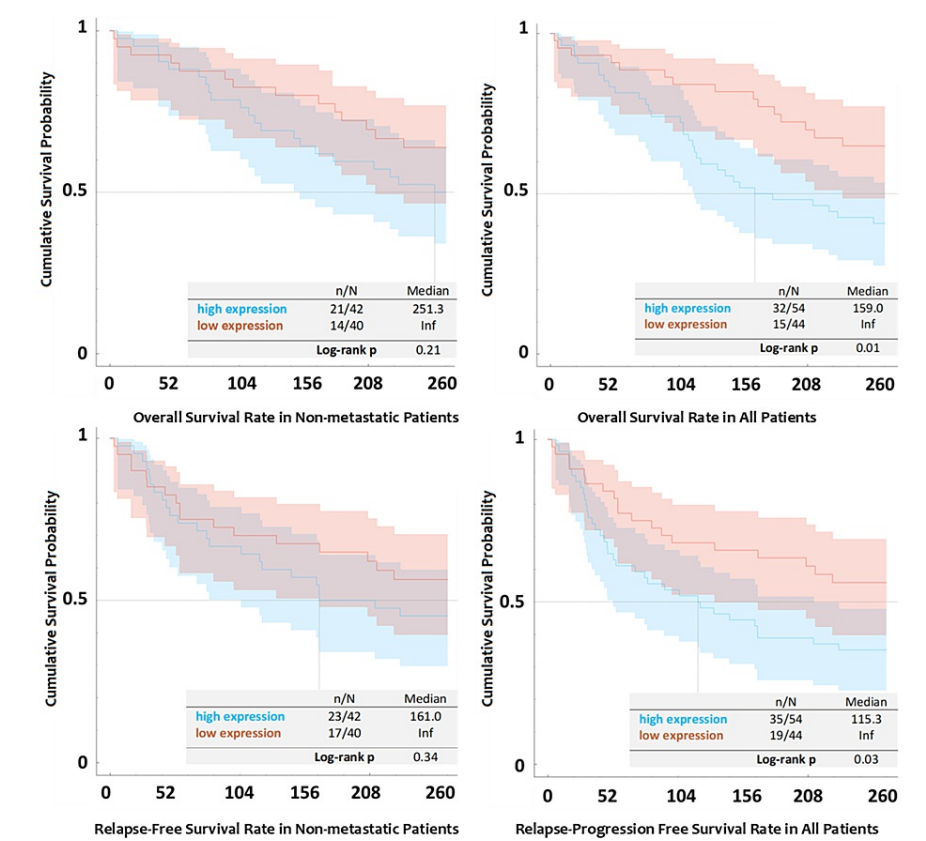 Cumulative Survival Probability
1
0.5
0
n/N Median
high expression 21/42 251.3
low expression 14/40 Inf
Log-rank p 0.21
0 52 104 156 208 260
Overall Survival Rate in Non-metastatic Patients
Cumulative Survival Probability
1
0.5
0
n/N Median
high expression 32/54 159.0
low expression 15/44 Inf
Log-rank p 0.01
0 52 104 156 208 260
Overall Survival Rate in All Patients
Cumulative Survival Probability
1
0.5
0
n/N Median
high expression 23/42 161.0
low expression 17/40 Inf
Log-rank p 0.34
0 52 104 156 208 260
Relapse-Free Survival Rate in Non-metastatic Patients
Cumulative Survival Probability
1
0.5
0
n/N Median
high expression 35/54 115.3
low expression 19/44 Inf
Log-rank p 0.03
0 52 104 156 208 260
Relapse-Progression Free Survival Rate in All Patients